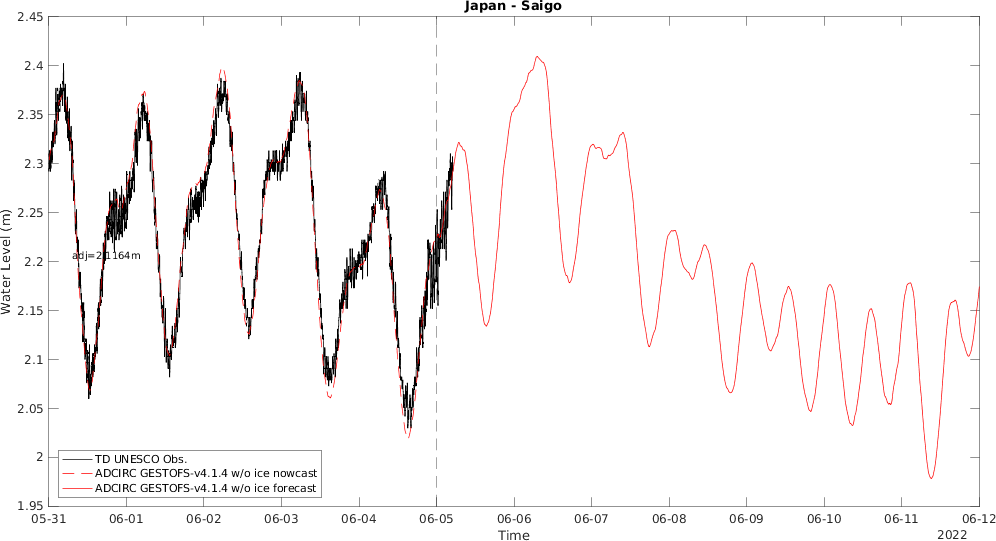 Japan - Saigo
2.45
2.4
2.35
2.3
2.25
2.2
2.15
2.1
2.05
2
1.95
Water Level (m)
adj=2.1164m
TD UNESCO Obs.
ADCIRC GESTOFS-v4.1.4 w/o ice nowcast
ADCIRC GESTOFS-v4.1.4 w/o ice forecast
05-31 06-01 06-02 06-03 06-04 06-05 06-06 06-07 06-08 06-09 06-10 06-11 06-12
Time
2022